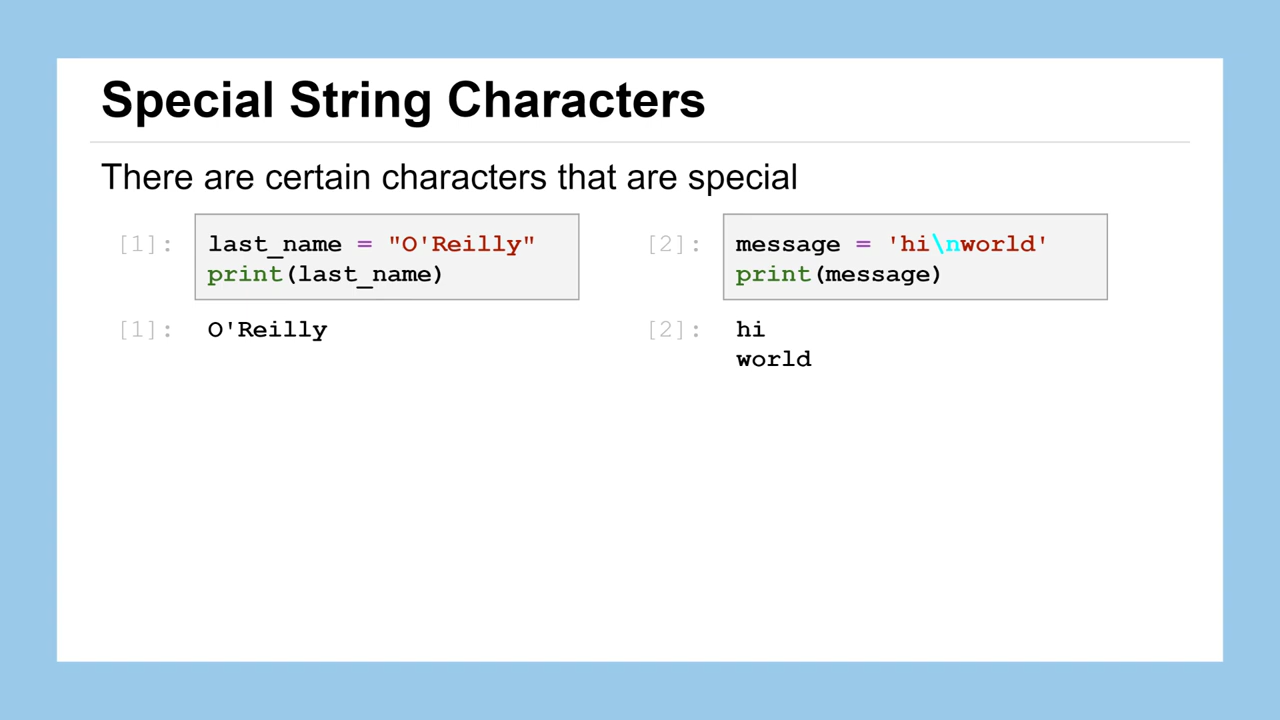 Special String Characters
There are certain characters that are special
[1]: last_name = "O'Reilly"
print(last_name)
[1]: O'Reilly
[2]: message = 'hi\nworld'
print(message)
[2]: hi
world